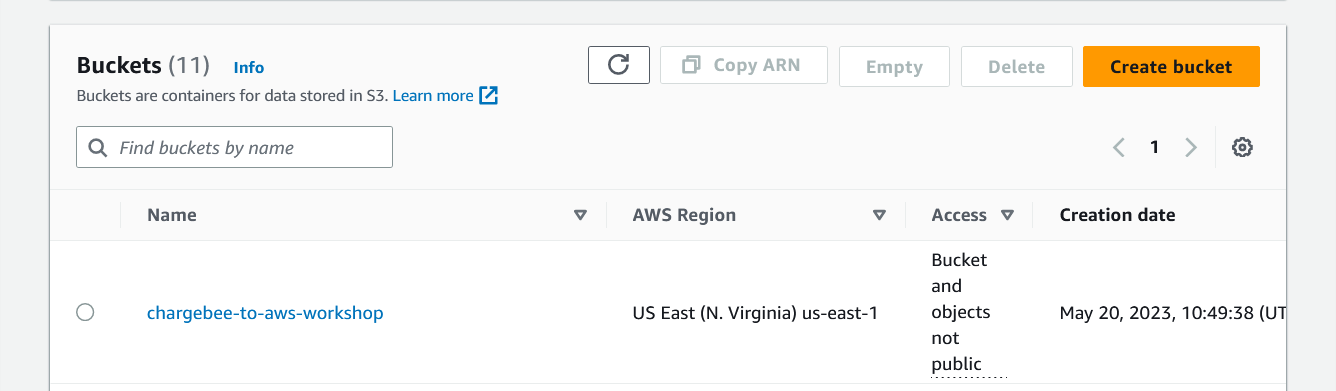 Buckets (11) Info
Copy ARN
Empty
Delete
Create bucket
Buckets are containers for data stored in S3. Learn more
Find buckets by name
1
Name
AWS Region
Access
Creation date
chargebee-to-aws-workshop
US East (N. Virginia) us-east-1
Bucket
and
objects
not
public
May 20, 2023, 10:49:38 (UT